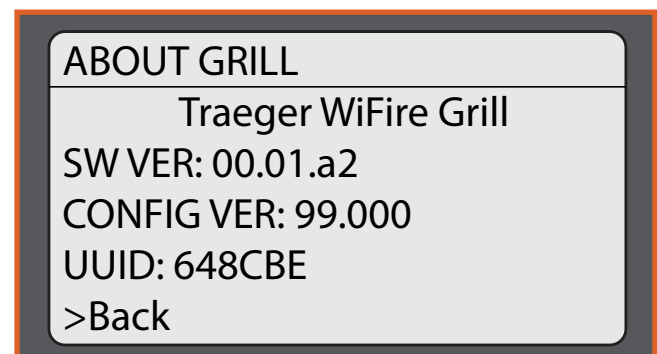 ABOUT GRILL
Traeger WiFire Grill
SW VER: 00.01.a2
CONFIG VER: 99.000
UUID: 648CBE
>Back